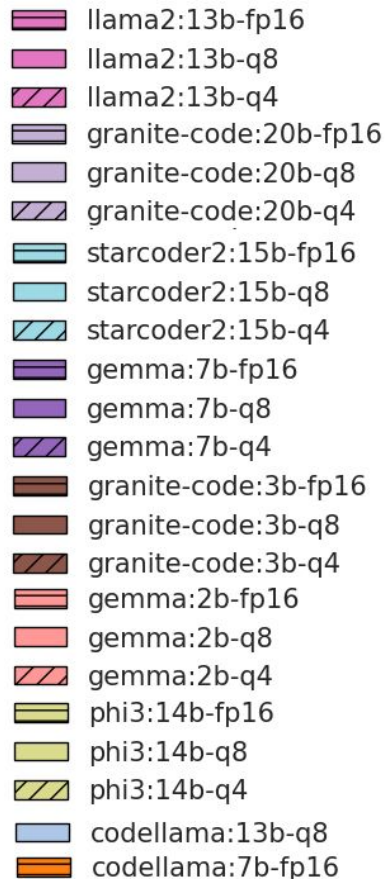 llama2:13b-fp16
llama2:13b-q8
llama2:13b-q4
granite-code:20b-fp16
granite-code:20b-q8
granite-code:20b-q4
starcoder2:15b-fp16
starcoder2:15b-q8
starcoder2:15b-q4
gemma:7b-fp16
gemma:7b-q8
gemma:7b-q4
granite-code:3b-fp16
granite-code:3b-q8
granite-code:3b-q4
gemma:2b-fp16
gemma:2b-q8
gemma:2b-q4
phi3:14b-fp16
phi3:14b-q8
phi3:14b-q4
codellama:13b-q8
codellama:7b-fp16